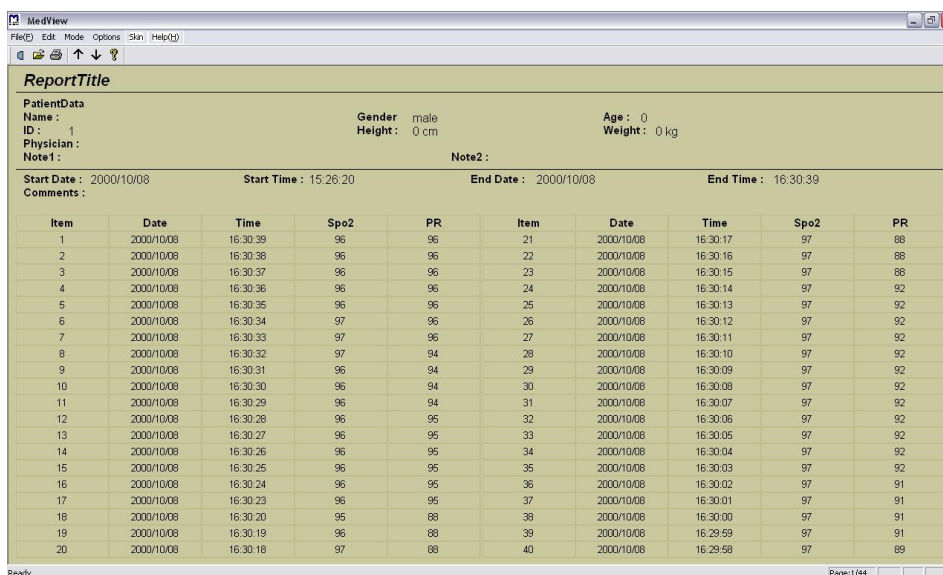 MedView
File(F) Edit Mode Options Skin Help(H)
ReportTitle
PatientData
Name : Gender male Age : 0
ID : 1 Height : 0 cm Weight : 0 kg
Physician :
Note1 : Note2 :
Start Date : 2000/10/08 Start Time : 15:26:20 End Date : 2000/10/08 End Time : 16:30:39
Comments :
Item Date Time Spo2 PR Item Date Time Spo2 PR
1 2000/10/08 16:30:39 96 96 21 2000/10/08 16:30:17 97 88
2 2000/10/08 16:30:38 96 96 22 2000/10/08 16:30:16 97 88
3 2000/10/08 16:30:37 96 96 23 2000/10/08 16:30:15 97 88
4 2000/10/08 16:30:36 96 96 24 2000/10/08 16:30:14 97 92
5 2000/10/08 16:30:35 96 96 25 2000/10/08 16:30:13 97 92
6 2000/10/08 16:30:34 97 96 26 2000/10/08 16:30:12 97 92
7 2000/10/08 16:30:33 97 96 27 2000/10/08 16:30:11 97 92
8 2000/10/08 16:30:32 97 94 28 2000/10/08 16:30:10 97 92
9 2000/10/08 16:30:31 96 94 29 2000/10/08 16:30:09 97 92
10 2000/10/08 16:30:30 96 94 30 2000/10/08 16:30:08 97 92
11 2000/10/08 16:30:29 96 94 31 2000/10/08 16:30:07 97 92
12 2000/10/08 16:30:28 96 95 32 2000/10/08 16:30:06 97 92
13 2000/10/08 16:30:27 96 95 33 2000/10/08 16:30:05 97 92
14 2000/10/08 16:30:26 96 95 34 2000/10/08 16:30:04 97 92
15 2000/10/08 16:30:25 96 95 35 2000/10/08 16:30:03 97 92
16 2000/10/08 16:30:24 96 95 36 2000/10/08 16:30:02 97 91
17 2000/10/08 16:30:23 96 95 37 2000/10/08 16:30:01 97 91
18 2000/10/08 16:30:20 95 88 38 2000/10/08 16:30:00 97 91
19 2000/10/08 16:30:19 96 88 39 2000/10/08 16:29:59 97 91
20 2000/10/08 16:30:18 97 88 40 2000/10/08 16:29:58 97 89
Ready Page:1/44